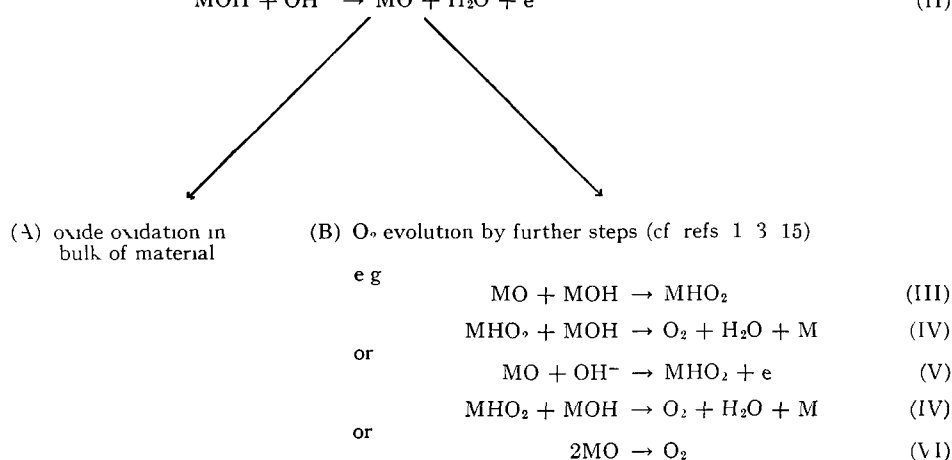 MOH + OH⁻ → MO + H₂O + e (II)
(A) oxide oxidation in
bulk of material
(B) O₂ evolution by further steps (cf refs 1 3 15)
e g
MO + MOH → MHO₂ (III)
MHO₂ + MOH → O₂ + H₂O + M (IV)
or
MO + OH⁻ → MHO₂ + e (V)
MHO₂ + MOH → O₂ + H₂O + M (IV)
or
2MO → O₂ (VI)